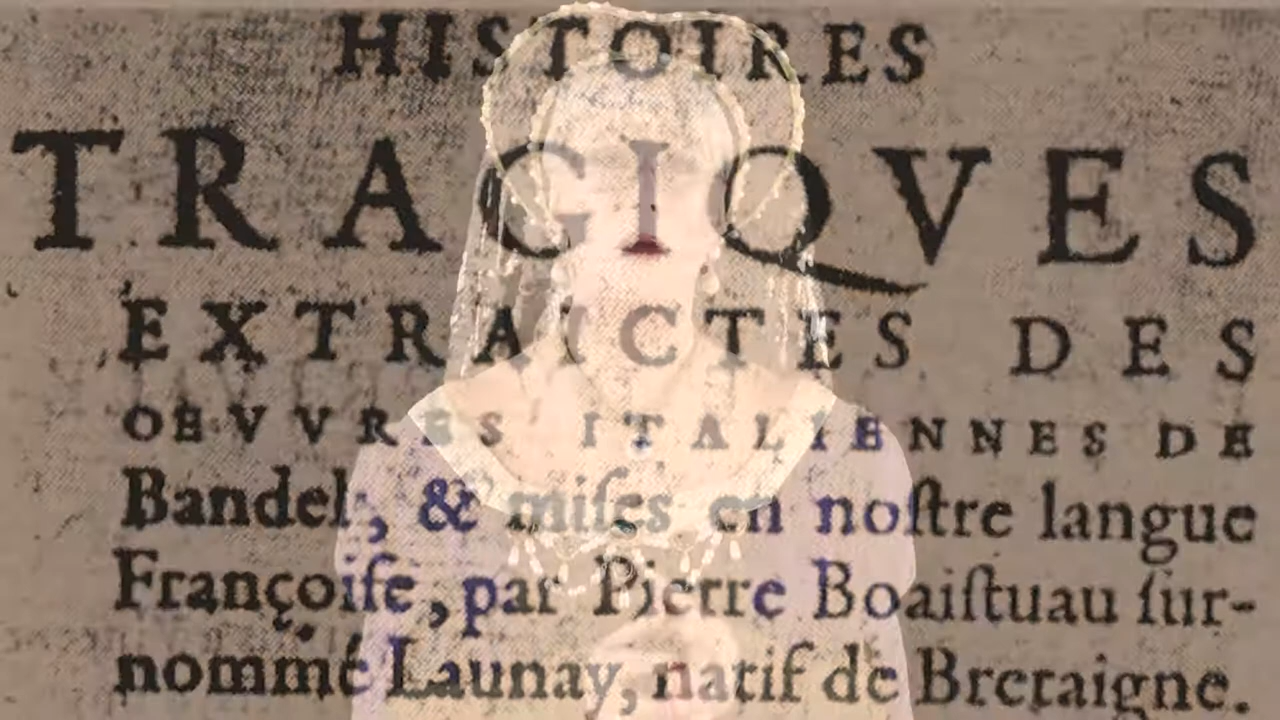 HISTOIRES
TRAGIQVES
EXTRAICTES DES
OEVVRES ITALIENNES DE
Bandel, & miſes en noſtre langue
Françoiſe, par Pierre Boaiſtuau ſur-
nommé Launay, natif de Bretaigne.